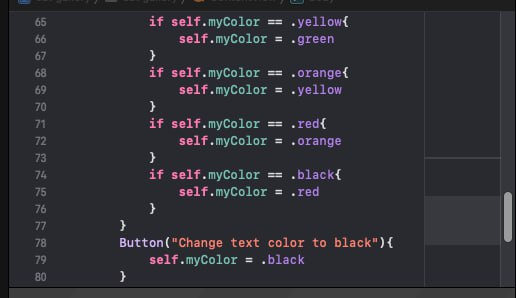 65 if self.myColor == .yellow{
66 self.myColor = .green
67 }
68 if self.myColor == .orange{
69 self.myColor = .yellow
70 }
71 if self.myColor == .red{
72 self.myColor = .orange
73 }
74 if self.myColor == .black{
75 self.myColor = .red
76 }
77 }
78 Button("Change text color to black"){
79 self.myColor = .black
80 }